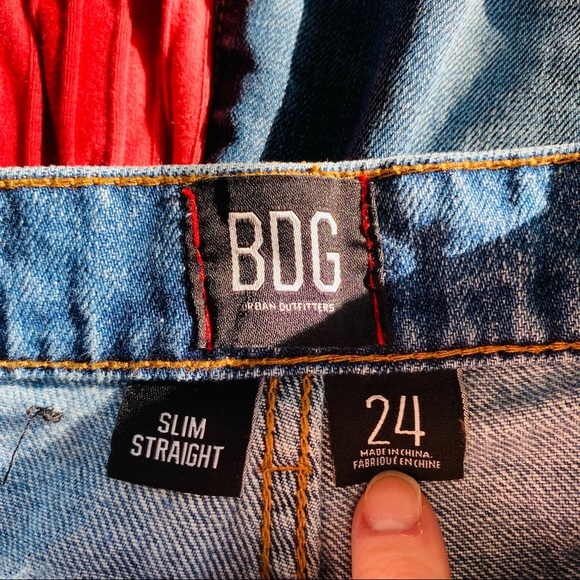 BDG
URBAN OUTFITTERS
SLIM
STRAIGHT
24
MADE IN CHINA.
FABRIQUÉ EN CHINE